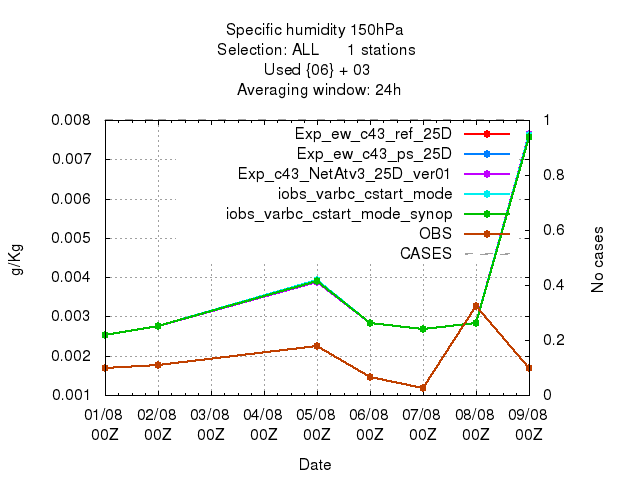 Specific humidity 150hPa
Selection: ALL 1 stations
Used {06} + 03
Averaging window: 24h
0.008
0.007
0.006
0.005
0.004
0.003
0.002
0.001
g/Kg
1
0.8
0.6
0.4
0.2
0
No cases
Exp_ew_c43_ref_25D
Exp_ew_c43_ps_25D
Exp_c43_NetAtv3_25D_ver01
iobs_varbc_cstart_mode
iobs_varbc_cstart_mode_synop
OBS
CASES
01/08 02/08 03/08 04/08 05/08 06/08 07/08 08/08 09/08
00Z 00Z 00Z 00Z 00Z 00Z 00Z 00Z 00Z
Date